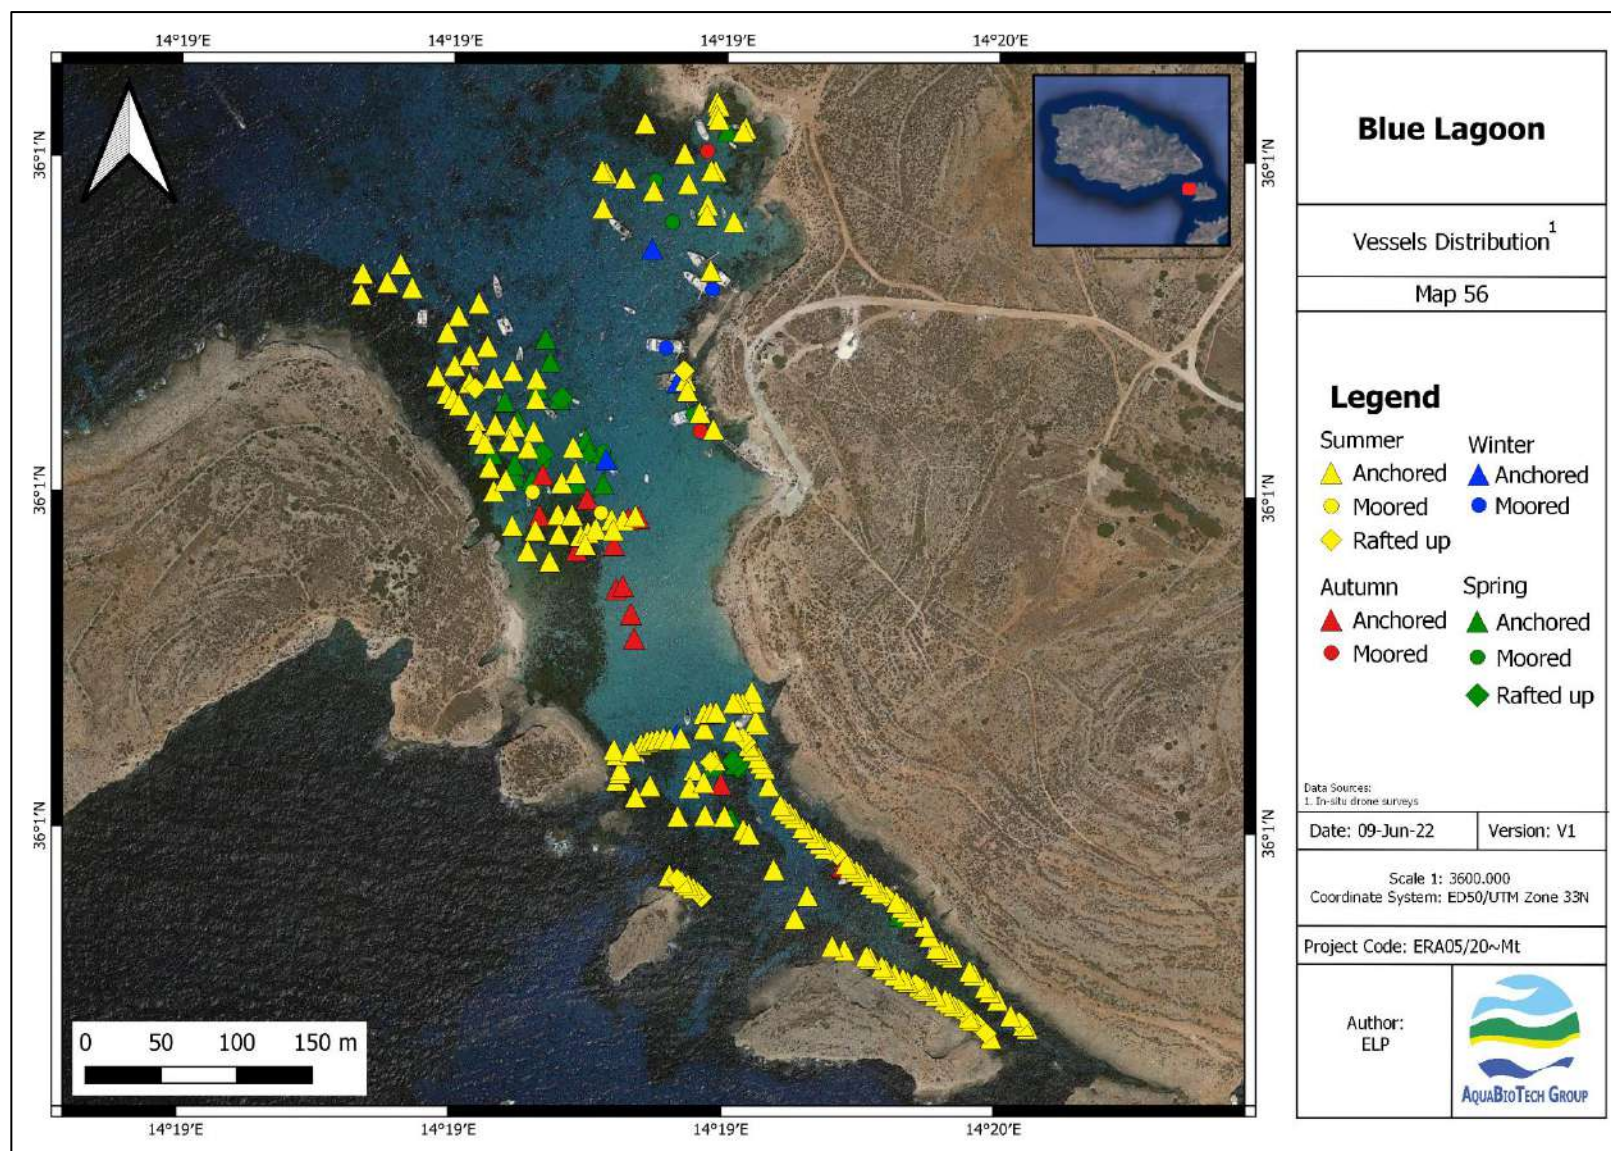 14°19'E 14°19'E 14°19'E 14°20'E
36°1'N 36°1'N
36°1'N 36°1'N
36°1'N 36°1'N
0 50 100 150 m
14°19'E 14°19'E 14°19'E 14°20'E
Blue Lagoon
Vessels Distribution¹
Map 56
Legend
Summer
Anchored
Moored
Rafted up
Winter
Anchored
Moored
Autumn
Anchored
Moored
Spring
Anchored
Moored
Rafted up
Data Sources:
1. In-situ drone surveys
Date: 09-Jun-22
Version: V1
Scale 1: 3600.000
Coordinate System: ED50/UTM Zone 33N
Project Code: ERA05/20~Mt
Author:
ELP
AQUABIOTECH GROUP